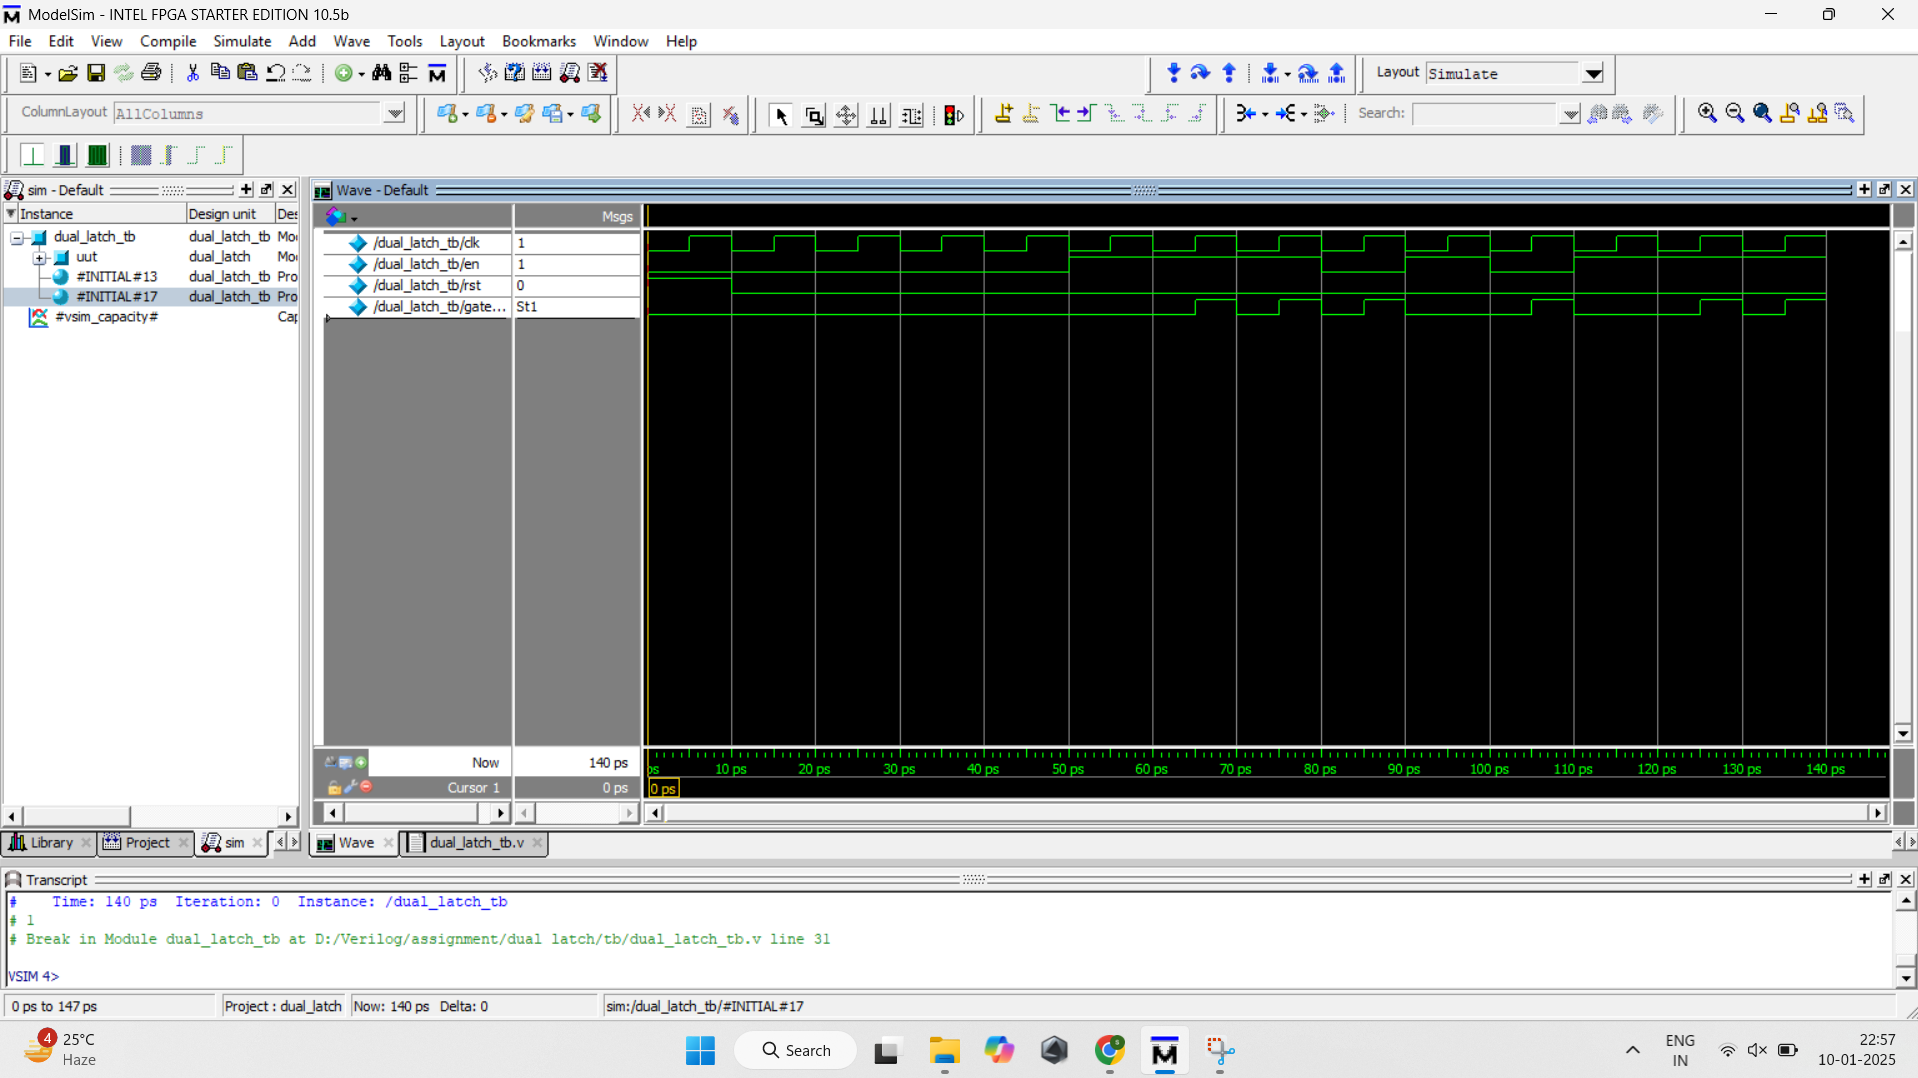 ModelSim - INTEL FPGA STARTER EDITION 10.5b
File Edit View Compile Simulate Add Wave Tools Layout Bookmarks Window Help
Layout Simulate
ColumnLayout AllColumns
Search:
sim - Default
Wave - Default
Instance Design unit
Msgs
dual_latch_tb dual_latch_tb Mo
uut dual_latch Mo
#INITIAL#13 dual_latch_tb Pro
#INITIAL#17 dual_latch_tb Pro
#vsim_capacity# Cap
/dual_latch_tb/clk 1
/dual_latch_tb/en 1
/dual_latch_tb/rst 0
/dual_latch_tb/gate... St1
Now 140 ps
ps 10 ps 20 ps 30 ps 40 ps 50 ps 60 ps 70 ps 80 ps 90 ps 100 ps 110 ps 120 ps 130 ps 140 ps
Cursor 1 0 ps
0 ps
Library Project sim
Wave dual_latch_tb.v
Transcript
#    Time: 140 ps  Iteration: 0  Instance: /dual_latch_tb
# 1
# Break in Module dual_latch_tb at D:/Verilog/assignment/dual latch/tb/dual_latch_tb.v line 31
VSIM 4>
0 ps to 147 ps Project : dual_latch Now: 140 ps Delta: 0 sim:/dual_latch_tb/#INITIAL#17
4
25°C
Haze
Search
ENG
IN
22:57
10-01-2025